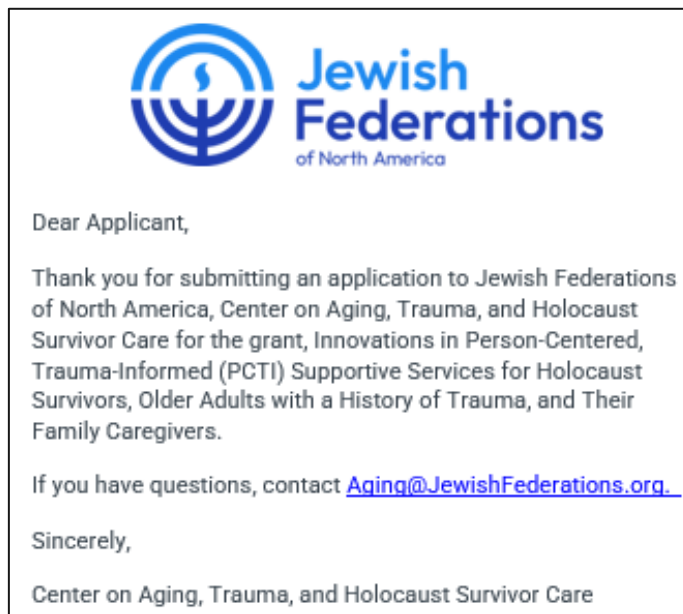 Jewish
Federations
of North America
Dear Applicant,
Thank you for submitting an application to Jewish Federations
of North America, Center on Aging, Trauma, and Holocaust
Survivor Care for the grant, Innovations in Person-Centered,
Trauma-Informed (PCTI) Supportive Services for Holocaust
Survivors, Older Adults with a History of Trauma, and Their
Family Caregivers.
If you have questions, contact Aging@JewishFederations.org.
Sincerely,
Center on Aging, Trauma, and Holocaust Survivor Care